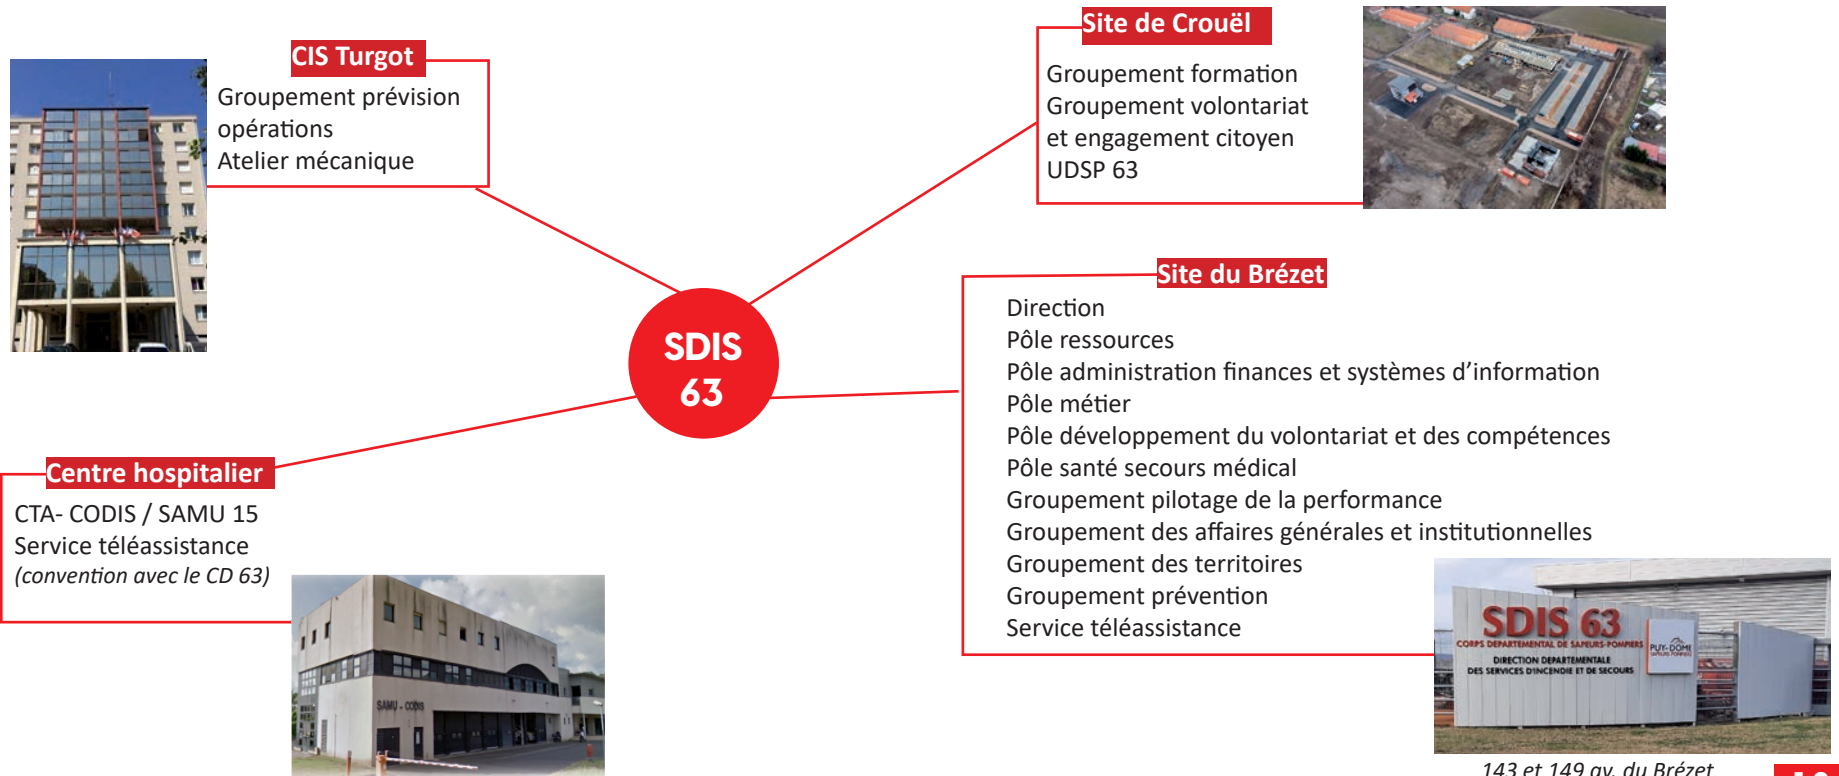 CIS Turgot
Groupement prévision
opérations
Atelier mécanique
Site de Crouël
Groupement formation
Groupement volontariat
et engagement citoyen
UDSP 63
SDIS
63
Site du Brézet
Direction
Pôle ressources
Pôle administration finances et systèmes d'information
Pôle métier
Pôle développement du volontariat et des compétences
Pôle santé secours médical
Groupement pilotage de la performance
Groupement des affaires générales et institutionnelles
Groupement des territoires
Groupement prévention
Service téléassistance
Centre hospitalier
CTA- CODIS / SAMU 15
Service téléassistance
(convention avec le CD 63)
SAMU - CODIS
SDIS 63
CORPS DEPARTEMENTAL DE SAPEURS-POMPIERS
DIRECTION DEPARTEMENTALE
DES SERVICES D'INCENDIE ET DE SECOURS
PUY-DOME
SAPEURS POMPIERS
143 et 149 av. du Brézet